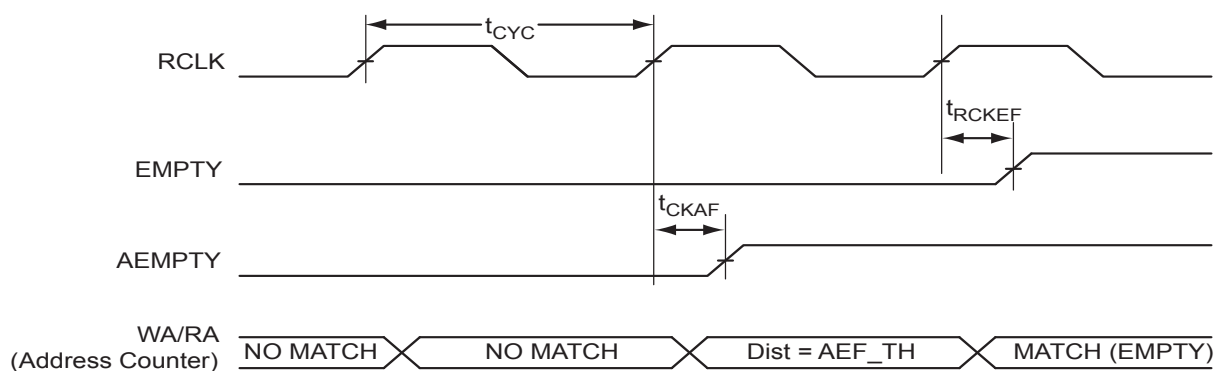 tCYC
RCLK
tRCKEF
EMPTY
tCKAF
AEMPTY
WA/RA
(Address Counter)
NO MATCH
NO MATCH
Dist = AEF_TH
MATCH (EMPTY)